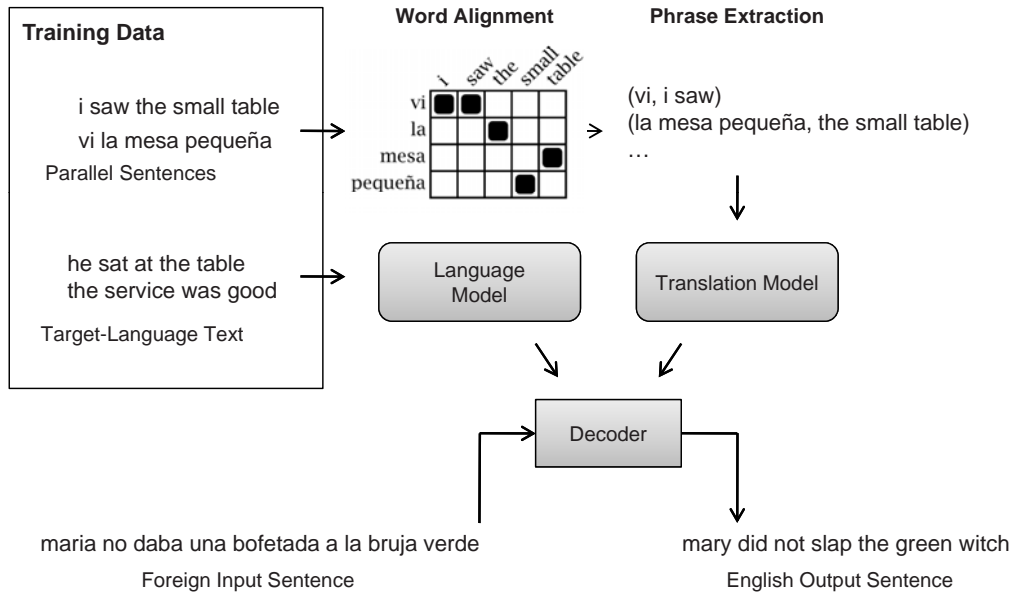 Word Alignment
Phrase Extraction
Training Data
i saw the small table
vi la mesa pequeña
Parallel Sentences
i saw the small table
vi
la
mesa
pequeña
(vi, i saw)
(la mesa pequeña, the small table)
…
he sat at the table
the service was good
Target-Language Text
Language
Model
Translation Model
Decoder
maria no daba una bofetada a la bruja verde
Foreign Input Sentence
mary did not slap the green witch
English Output Sentence